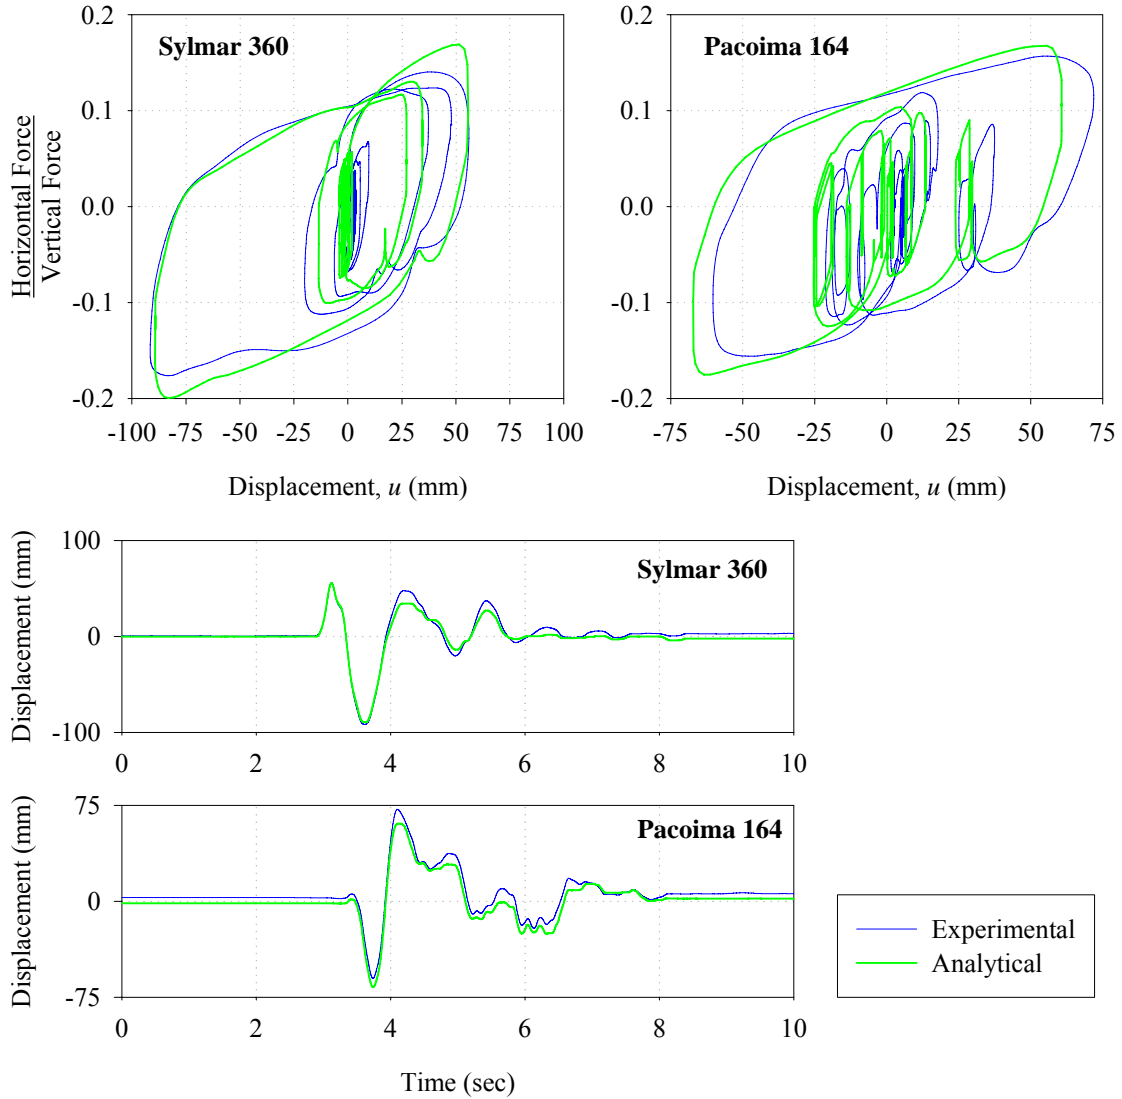 Sylmar 360
Pacoima 164
Horizontal Force
Vertical Force
0.2
0.1
0.0
-0.1
-0.2
-100 -75 -50 -25 0 25 50 75 100
Displacement, u (mm)
0.2
0.1
0.0
-0.1
-0.2
-75 -50 -25 0 25 50 75
Displacement, u (mm)
Displacement (mm)
100
0
-100
Sylmar 360
0 2 4 6 8 10
Displacement (mm)
75
0
-75
Pacoima 164
0 2 4 6 8 10
Time (sec)
Experimental
Analytical